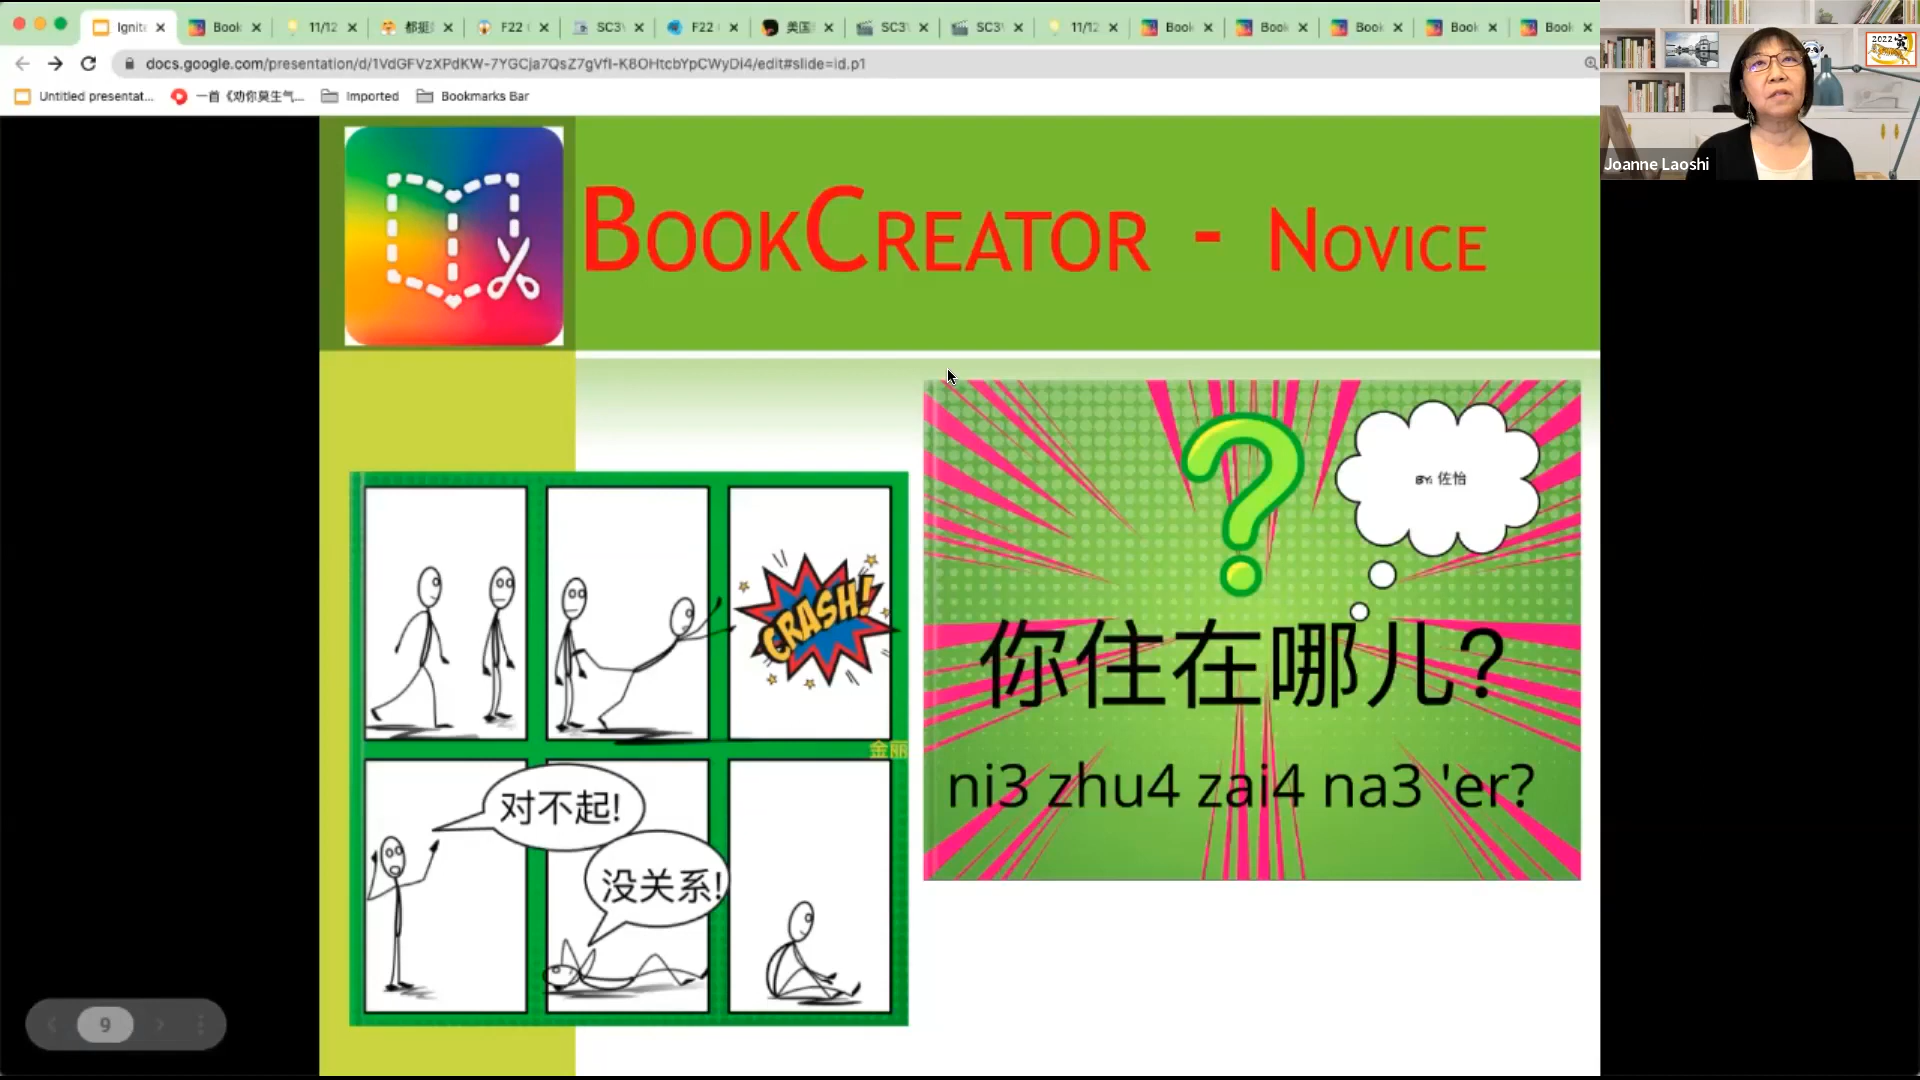 Ignite
Book
11/12
F22
SC3
F22
美国
SC3
SC3
11/12
Book
Book
Book
Book
Book
docs.google.com/presentation/d/1VdGFVzXPdKW-7YGCja7QsZ7gVfI-K8OHtcbYpCWyDI4/edit#slide=id.p1
Untitled presentat...
一首《劝你莫生气...
Imported
Bookmarks Bar
2022
Joanne Laoshi
BookCreator - Novice
CRASH!
金丽
对不起!
没关系!
BY: 佐怡
你住在哪儿?
ni3 zhu4 zai4 na3 'er?
9